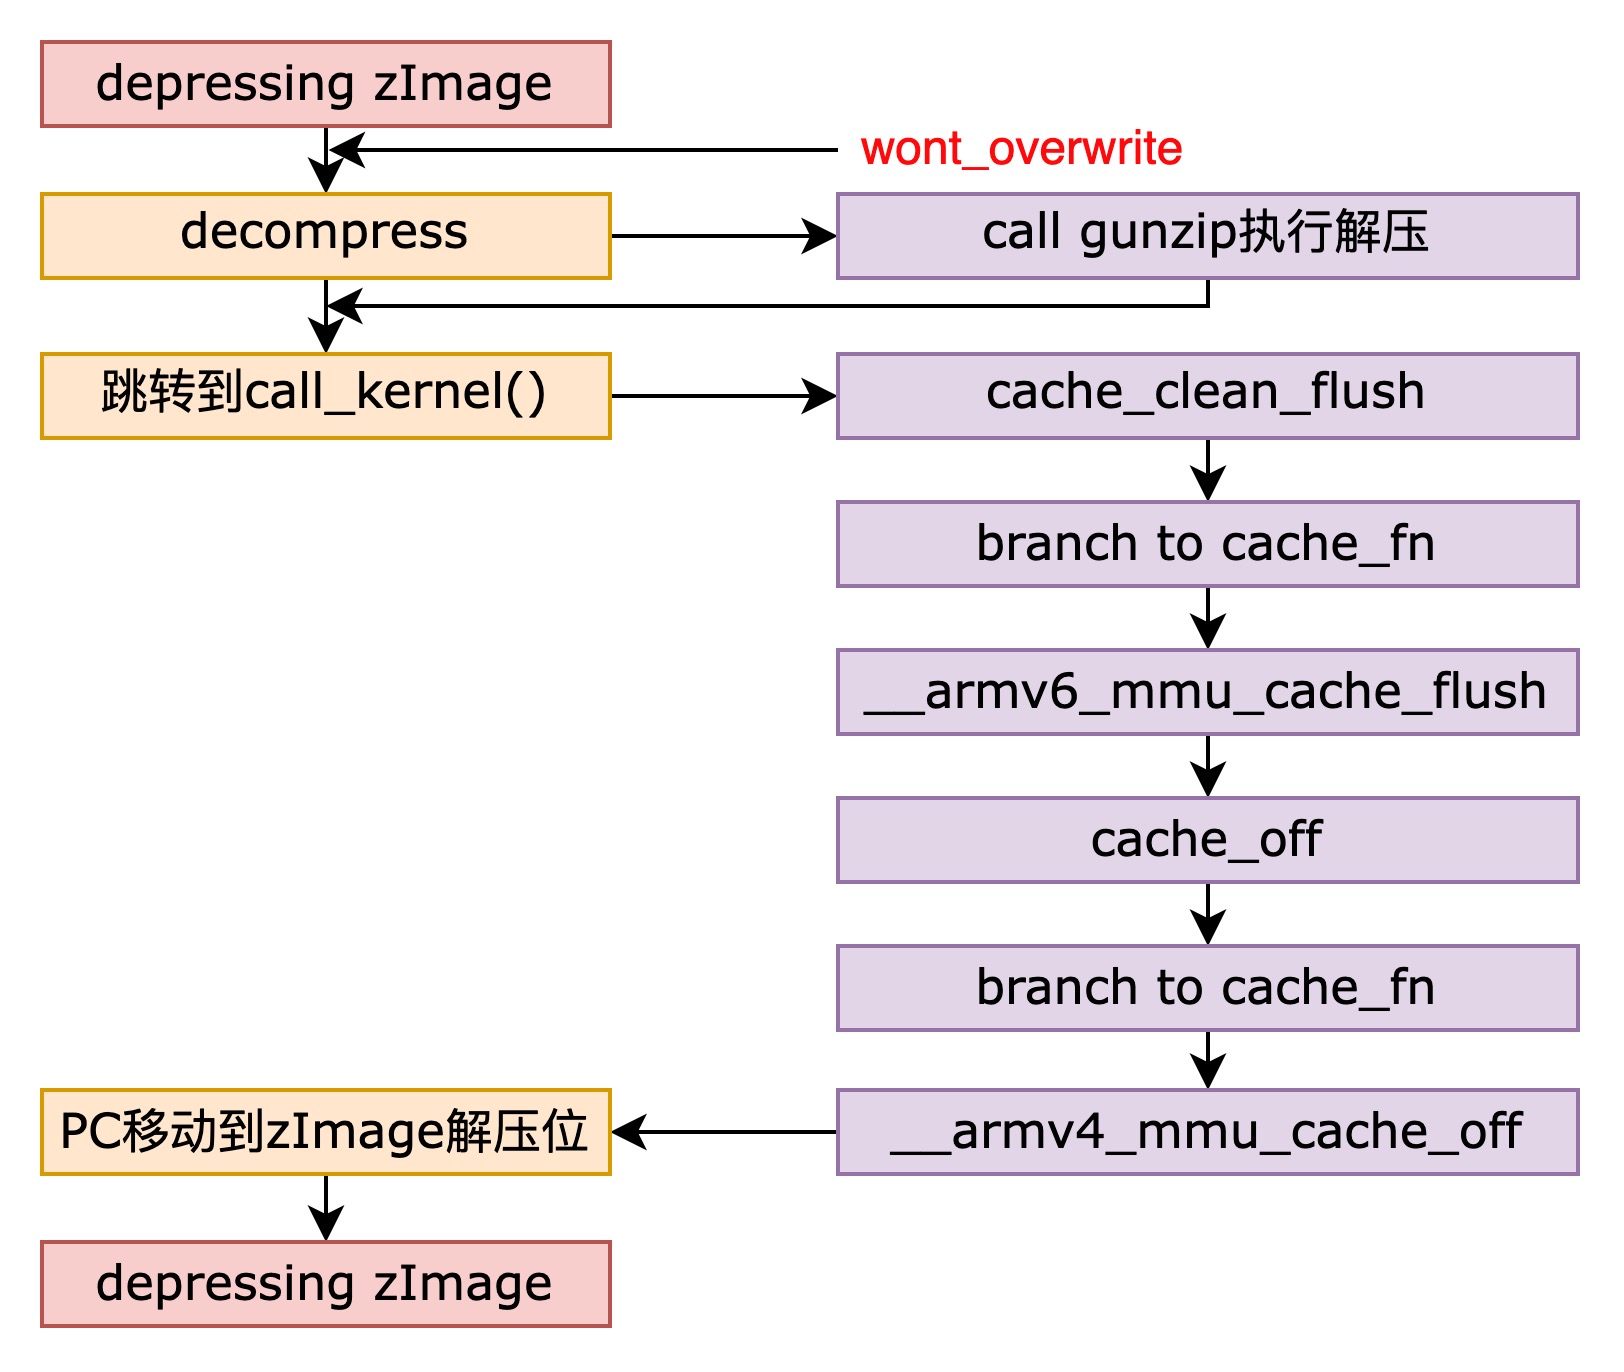 depressing zImage
wont_overwrite
decompress
call gunzip执行解压
跳转到call_kernel()
cache_clean_flush
branch to cache_fn
__armv6_mmu_cache_flush
cache_off
branch to cache_fn
PC移动到zImage解压位
__armv4_mmu_cache_off
depressing zImage